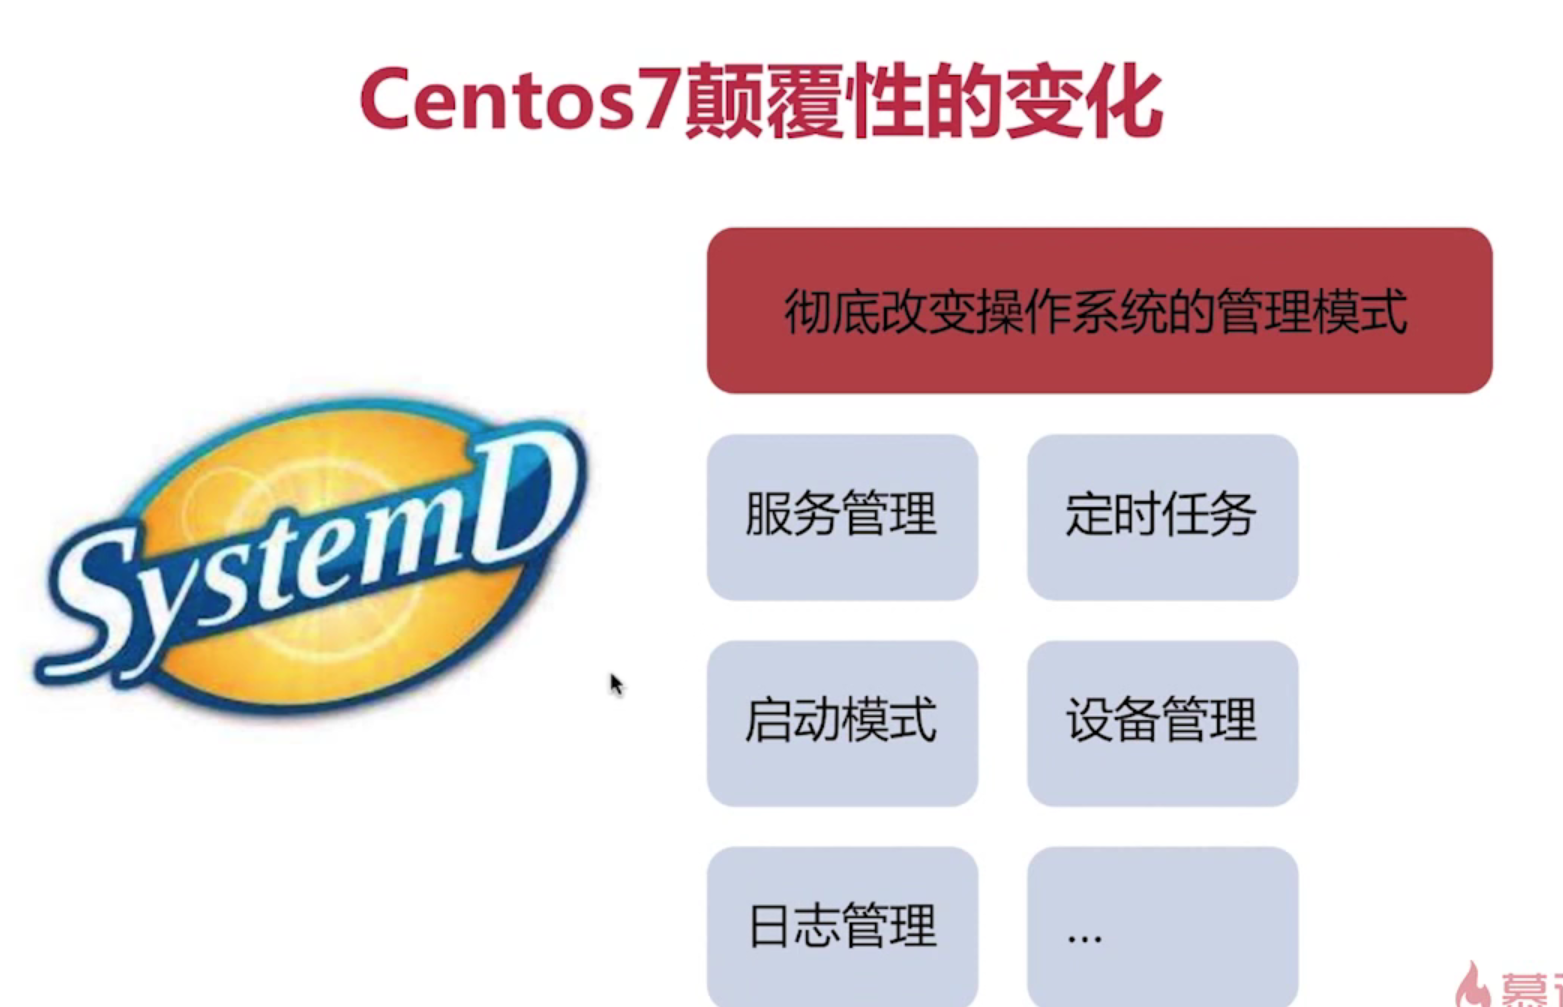 Centos7颠覆性的变化
彻底改变操作系统的管理模式
SystemD
服务管理
定时任务
启动模式
设备管理
日志管理
...
慕